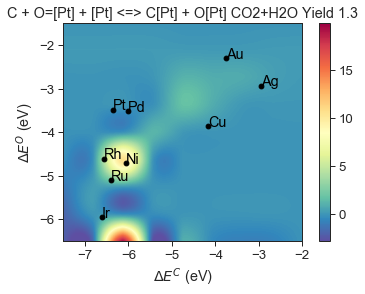 C + O=[Pt] + [Pt] <=> C[Pt] + O[Pt] CO2+H2O Yield 1.3
−2
−3
−4
−5
−6
ΔE^O (eV)
Au
Ag
Pt
Pd
Cu
Rh
Ni
Ru
Ir
15
10
5
0
−7
−6
−5
−4
−3
−2
ΔE^C (eV)